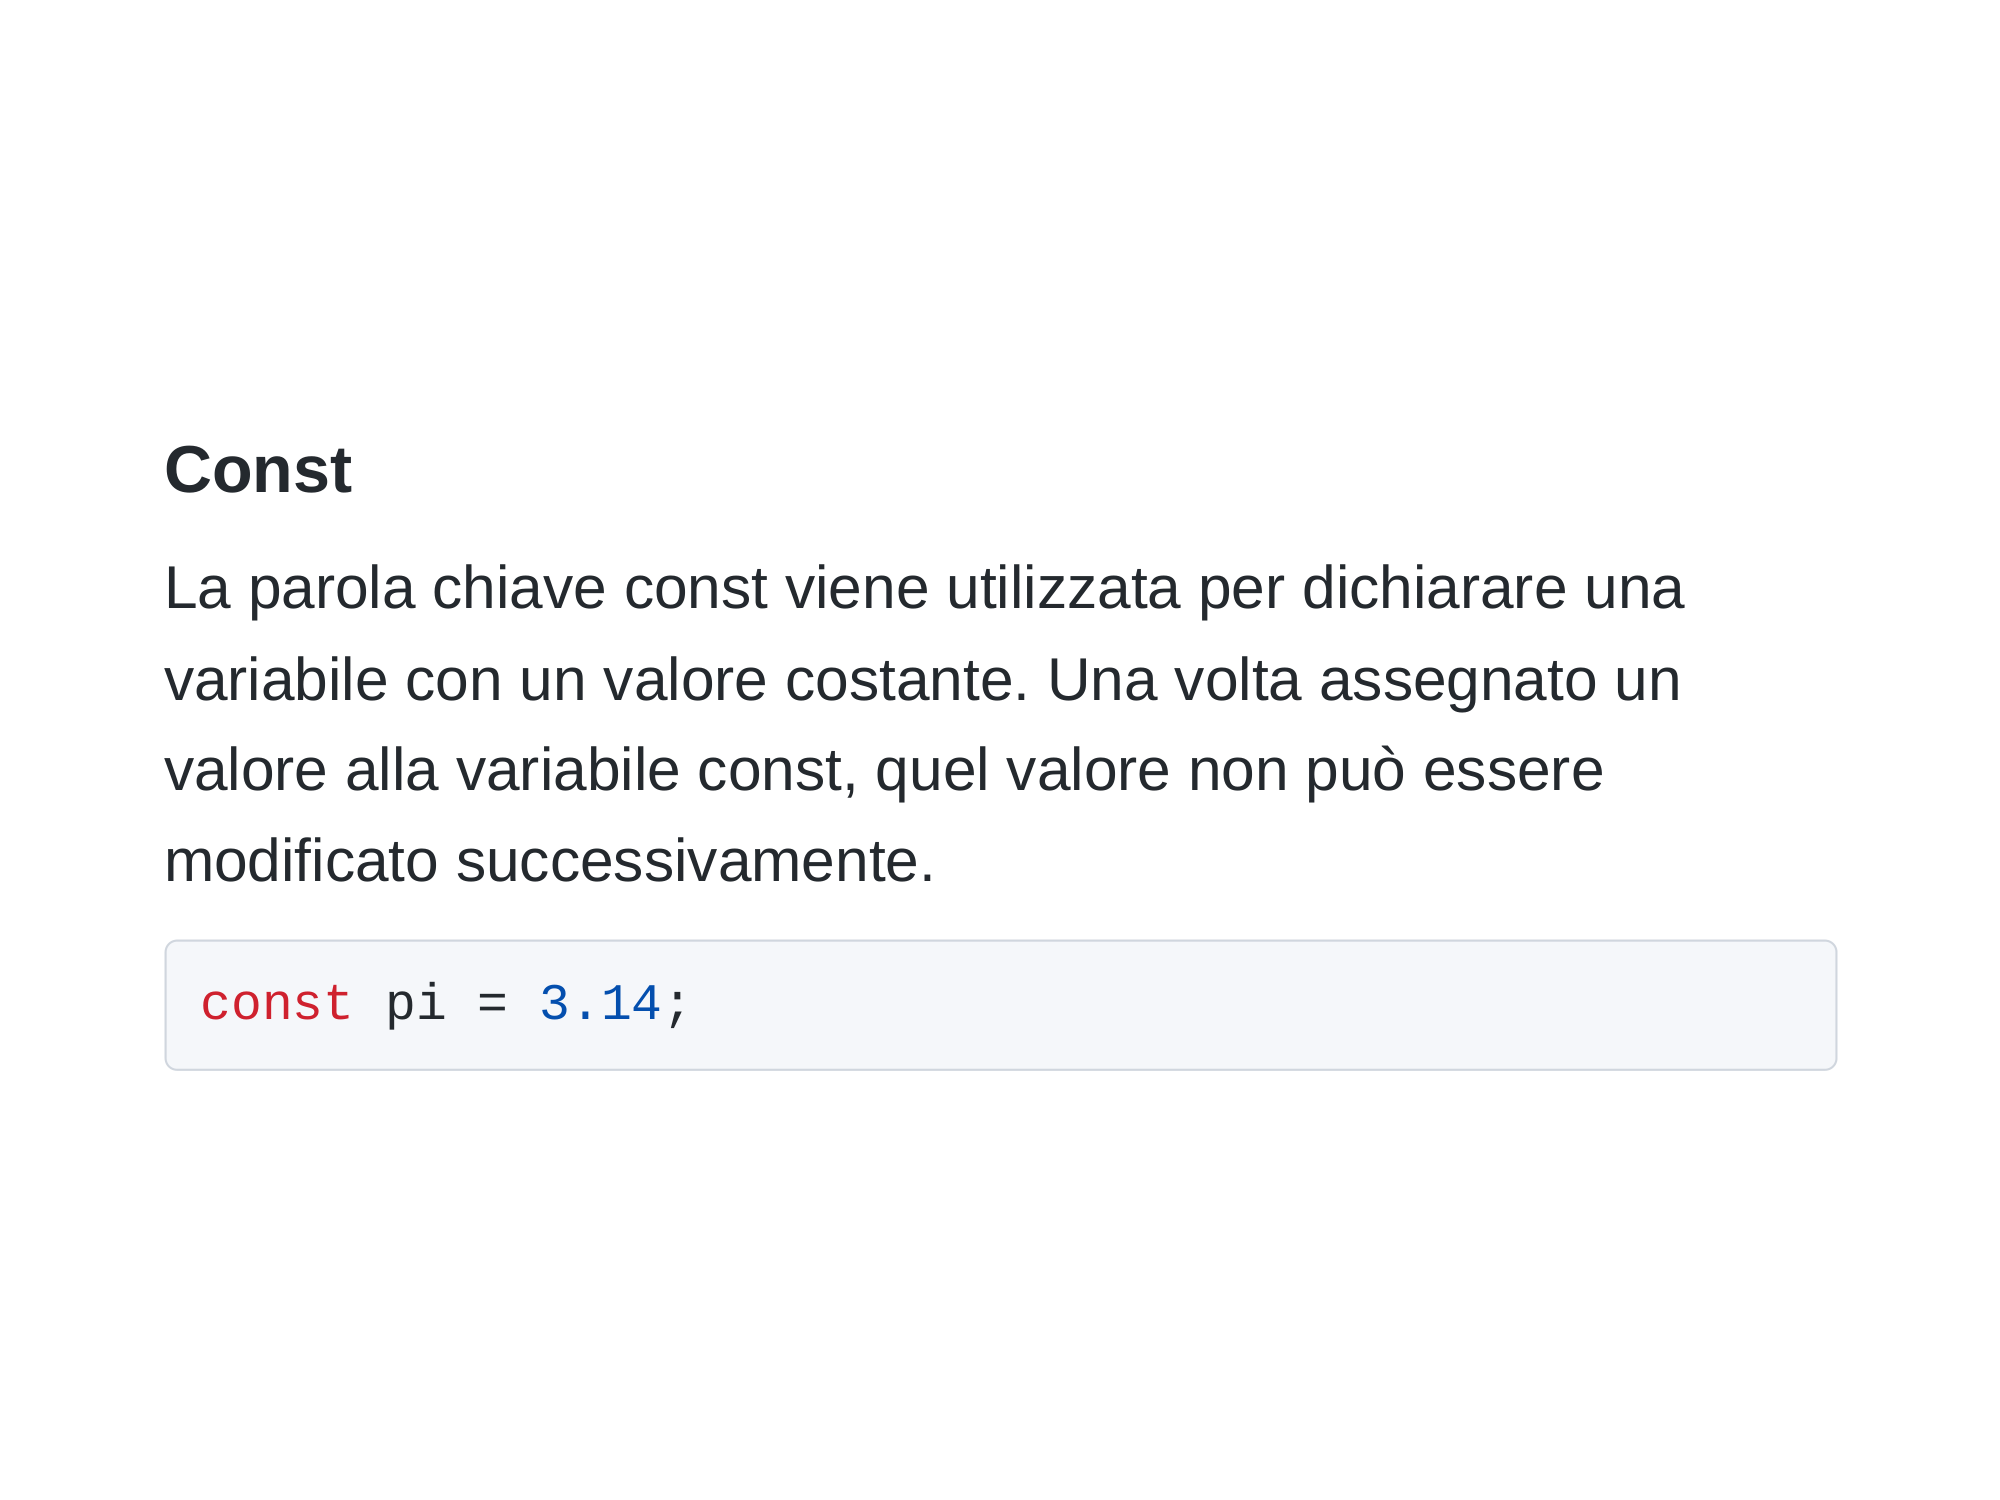 Const
La parola chiave const viene utilizzata per dichiarare una
variabile con un valore costante. Una volta assegnato un
valore alla variabile const, quel valore non può essere
modificato successivamente.
const pi = 3.14;